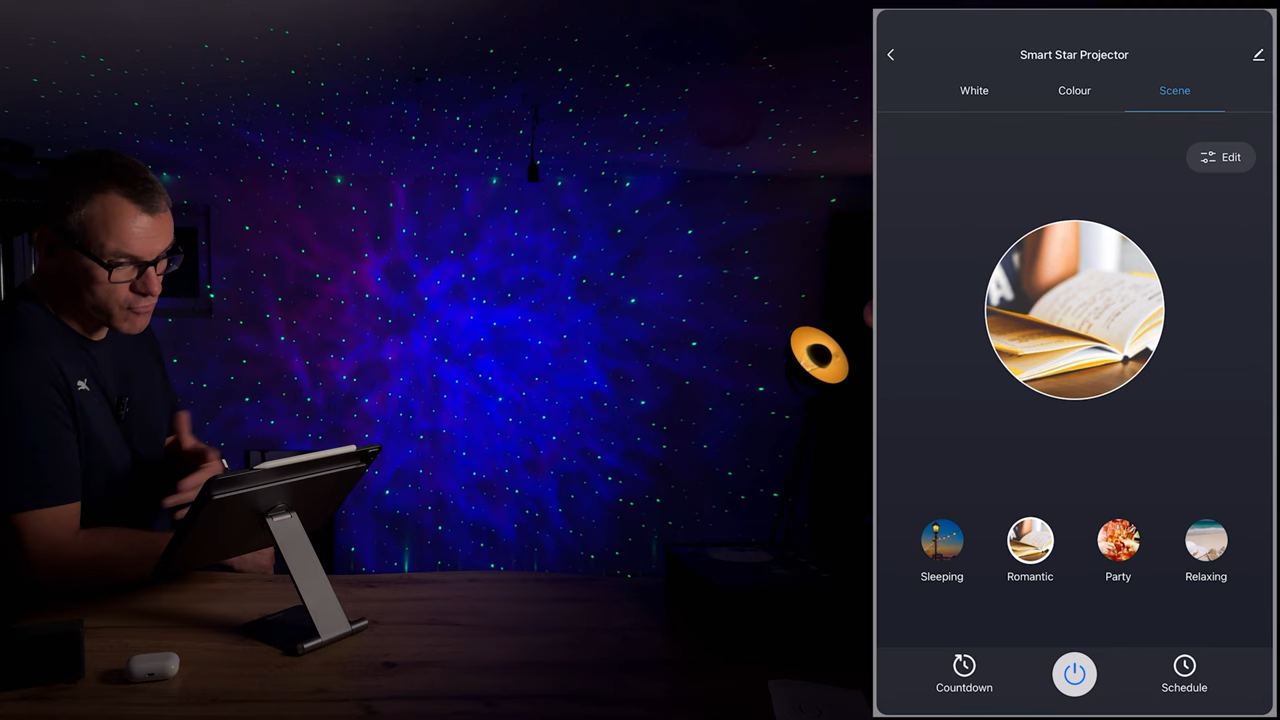 Smart Star Projector
White
Colour
Scene
Edit
Sleeping
Romantic
Party
Relaxing
Countdown
Schedule